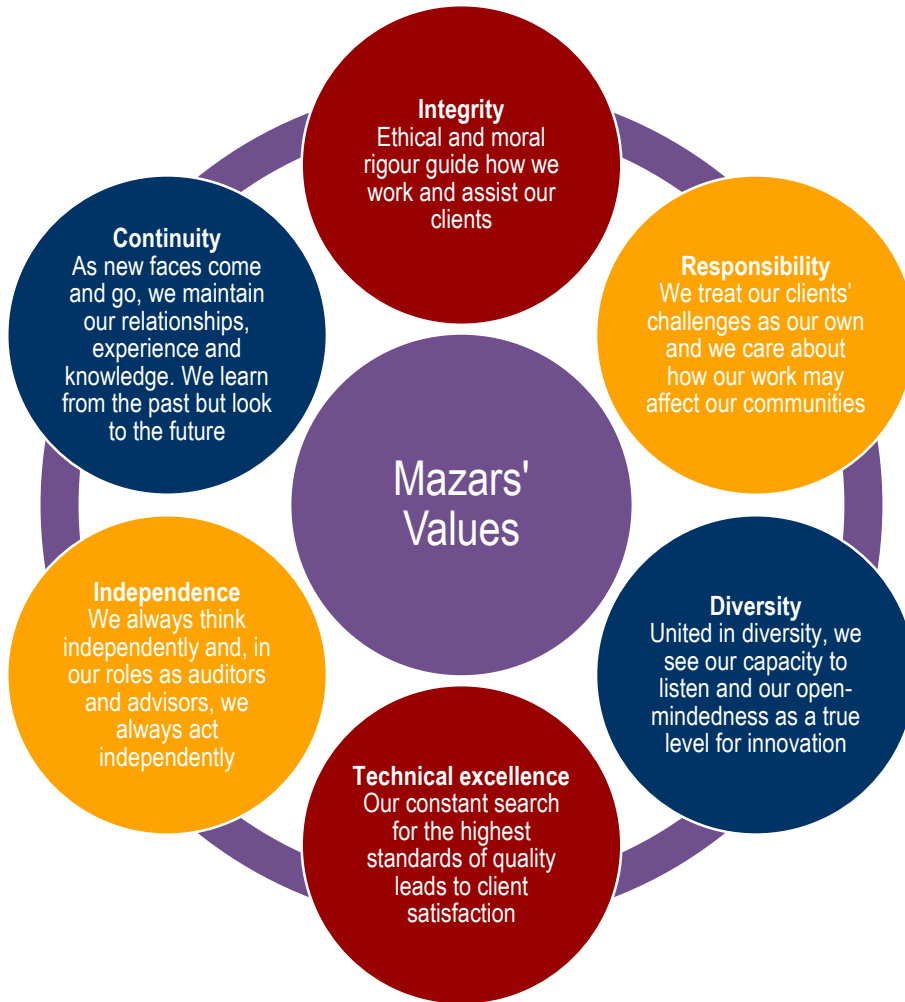 Integrity
Ethical and moral
rigour guide how we
work and assist our
clients
Responsibility
We treat our clients’
challenges as our own
and we care about
how our work may
affect our communities
Diversity
United in diversity, we
see our capacity to
listen and our open-
mindedness as a true
level for innovation
Technical excellence
Our constant search
for the highest
standards of quality
leads to client
satisfaction
Independence
We always think
independently and, in
our roles as auditors
and advisors, we
always act
independently
Continuity
As new faces come
and go, we maintain
our relationships,
experience and
knowledge. We learn
from the past but look
to the future
Mazars'
Values